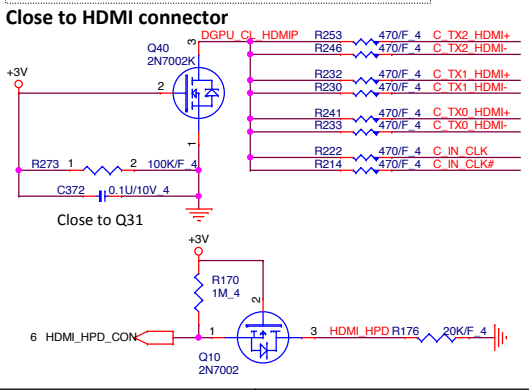 Close to HDMI connector
DGPU_CL_HDMIP
Q40
2N7002K
+3V
3
2
1
R253 470/F_4 C_TX2_HDMI+
R246 470/F_4 C_TX2_HDMI-
R232 470/F_4 C_TX1_HDMI+
R230 470/F_4 C_TX1_HDMI-
R241 470/F_4 C_TX0_HDMI+
R233 470/F_4 C_TX0_HDMI-
R222 470/F_4 C_IN_CLK
R214 470/F_4 C_IN_CLK#
R273 1 2 100K/F_4
C372 0.1U/10V_4
Close to Q31
+3V
R170
1M_4
2
6 HDMI_HPD_CON 1 3 HDMI_HPD R176 20K/F_4
Q10
2N7002